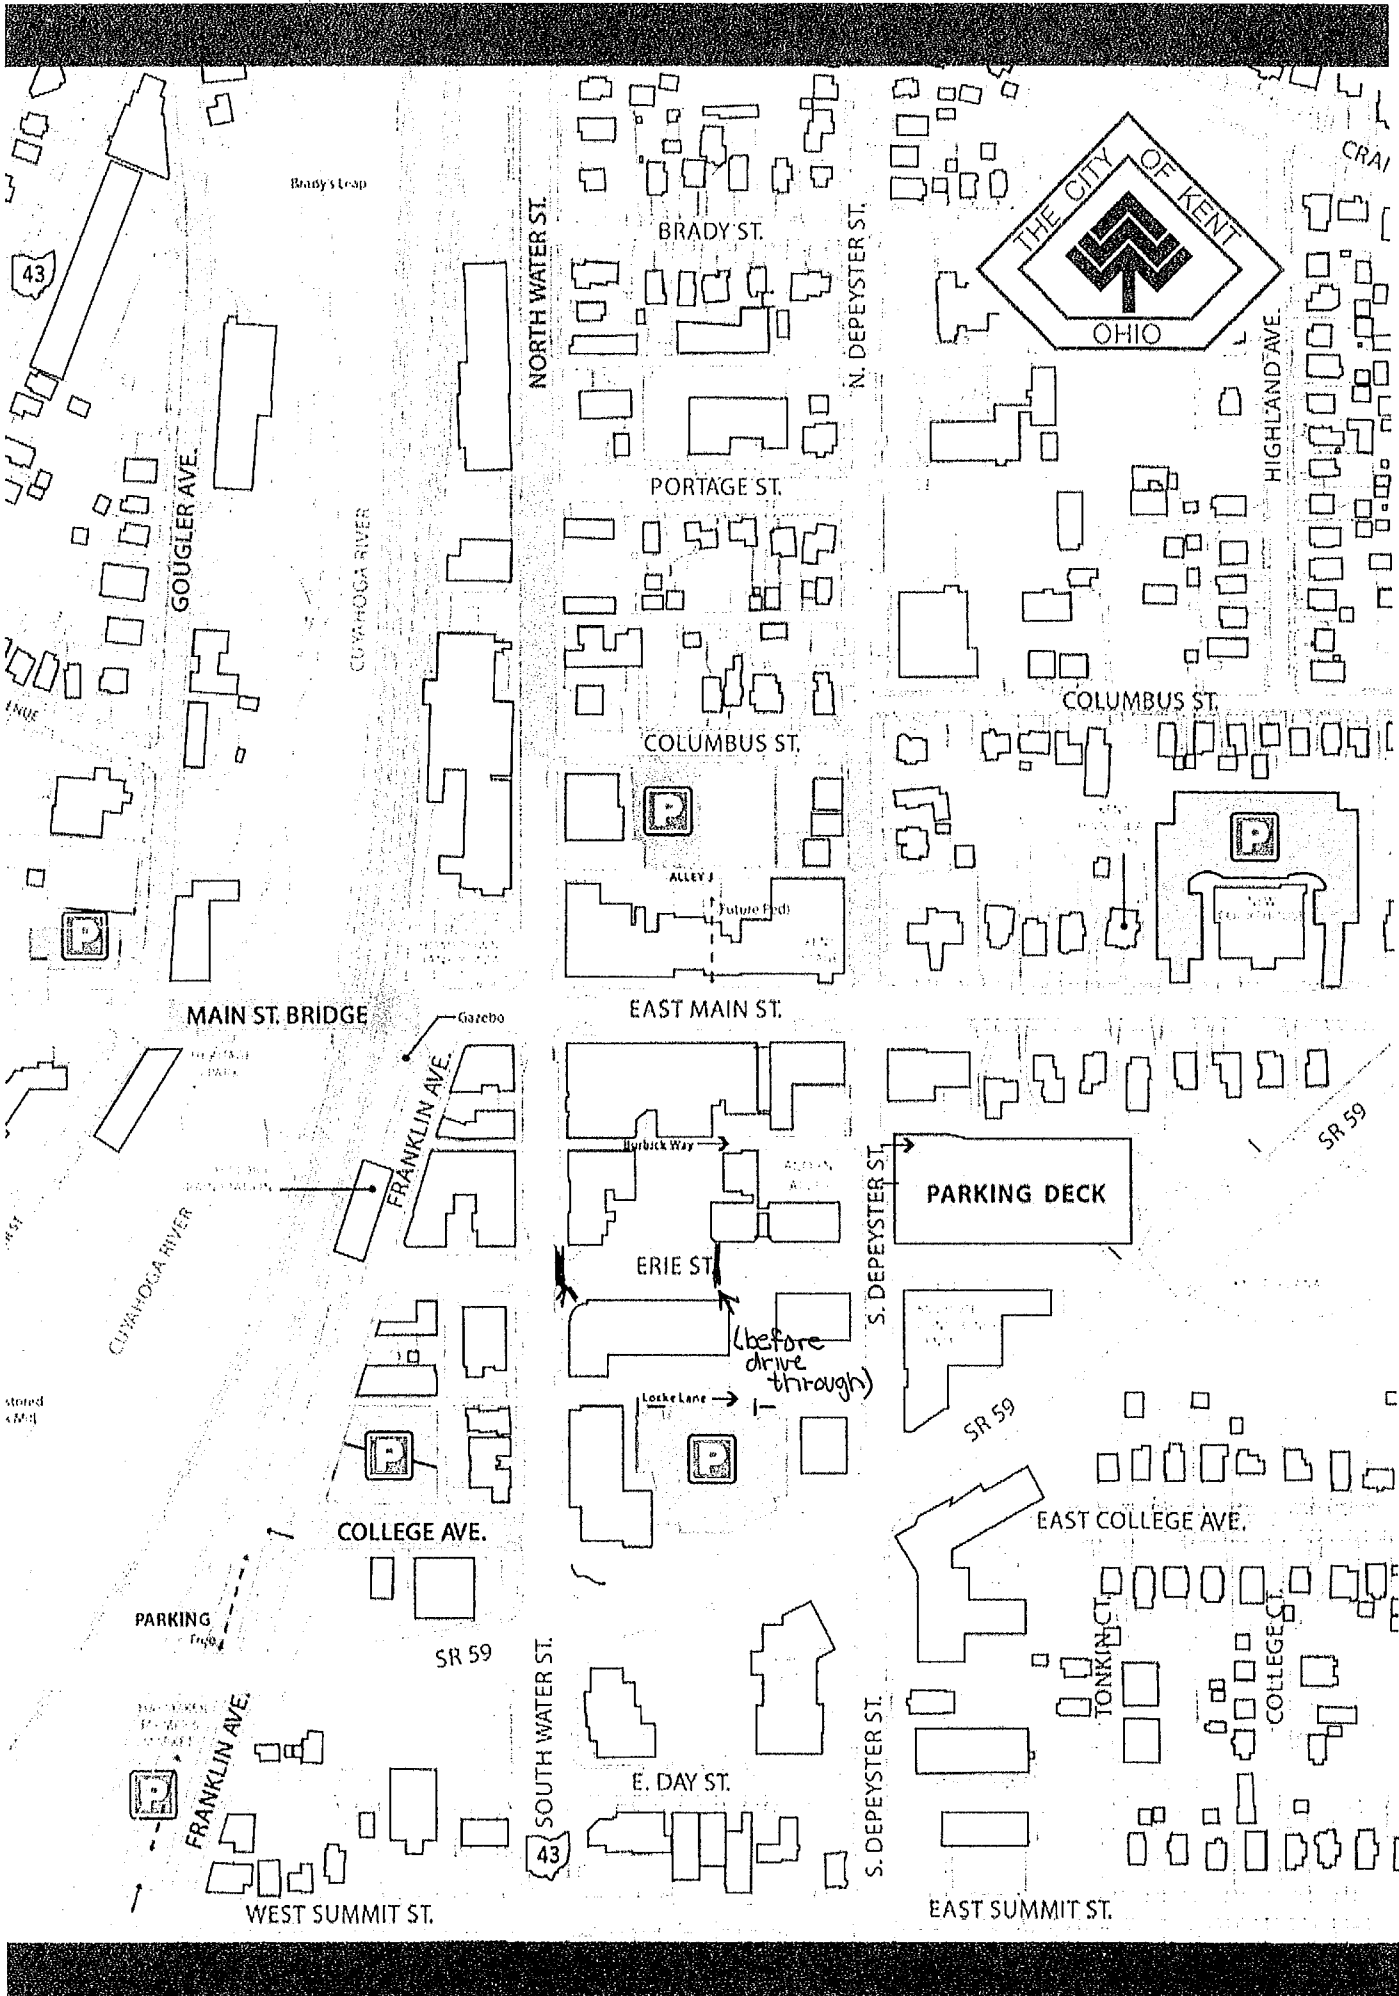 CRAI
THE CITY
OF KENT
OHIO
Brady's Leap
43
NORTH WATER ST.
BRADY ST.
N. DEPEYSTER ST.
HIGHLAND AVE.
GOUGLER AVE.
PORTAGE ST.
CUYAHOGA RIVER
ENUE
COLUMBUS ST.
COLUMBUS ST.
P
P
ALLEY J
(Future Ped)
NEW
P
MAIN ST. BRIDGE
Gazebo
EAST MAIN ST.
FRANKLIN AVE.
Burbick Way
ALLEY
SR 59
S. DEPEYSTER ST.
PARKING DECK
CUYAHOGA RIVER
ERIE ST.
(before
drive
through)
stored
Locke Lane
SR 59
P
P
COLLEGE AVE.
EAST COLLEGE AVE.
PARKING
SR 59
SOUTH WATER ST.
TONKIN CT.
COLLEGE CT.
FRANKLIN AVE.
P
E. DAY ST.
S. DEPEYSTER ST.
43
WEST SUMMIT ST.
EAST SUMMIT ST.